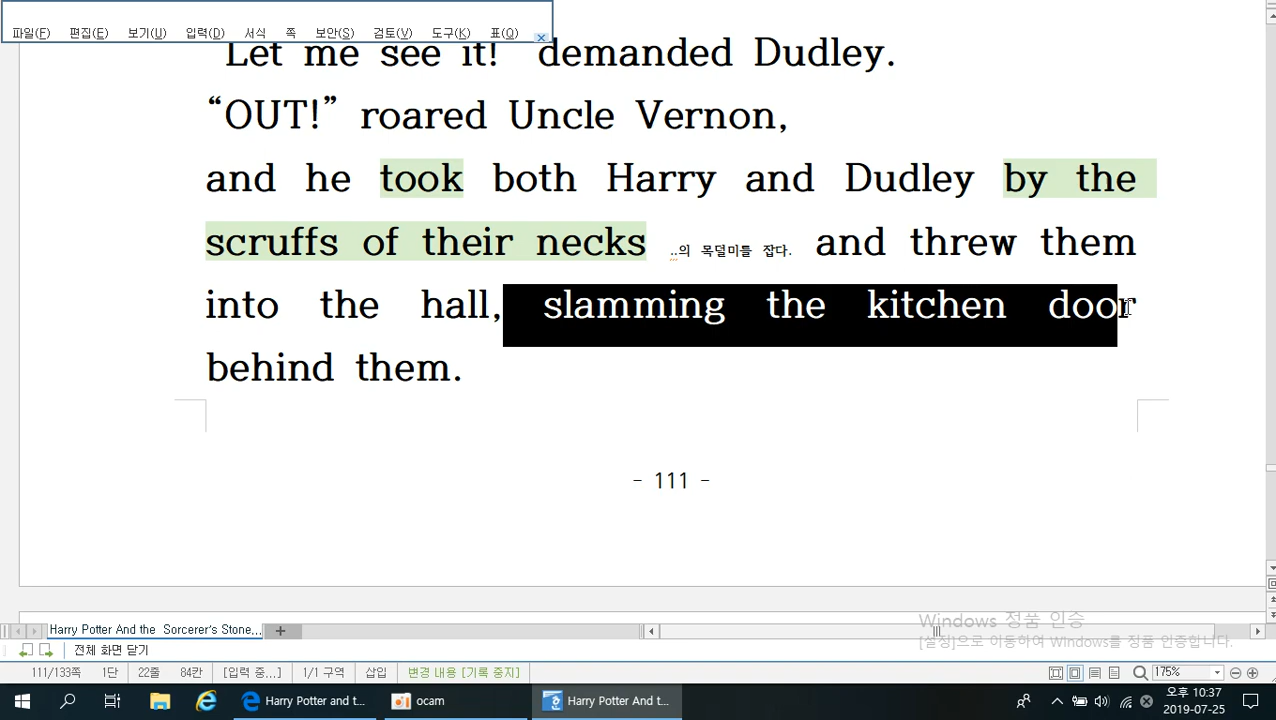 파일(F) 편집(E) 보기(U) 입력(D) 서식 쪽 보안(S) 검토(V) 도구(K) 표(Q)
Let me see it! demanded Dudley.
“OUT!” roared Uncle Vernon,
and he took both Harry and Dudley by the
scruffs of their necks ..의 목덜미를 잡다. and threw them
into the hall, slamming the kitchen door
behind them.
- 111 -
Windows 정품 인증
[설정]으로 이동하여 Windows를 정품 인증합니다.
Harry Potter And the Sorcerer's Stone,..
전체 화면 닫기
111/133쪽 1단 22줄 84칸 [입력 중...] 1/1 구역 삽입 변경 내용 [기록 중지] 175%
Harry Potter and t... ocam Harry Potter And t... 오후 10:37
2019-07-25